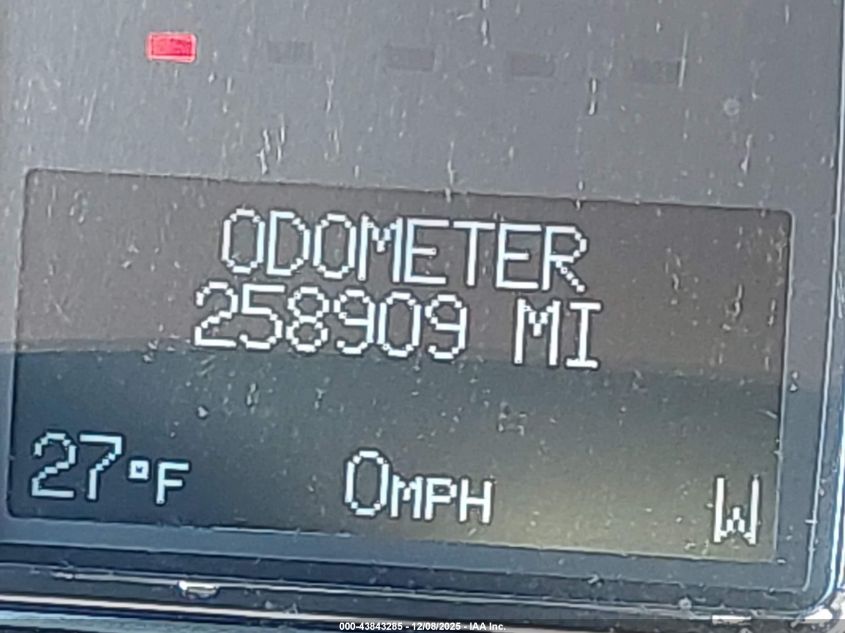 ODOMETER
258909 MI
27°F 0MPH W
000-43843285 - 12/08/2025 - IAA Inc.